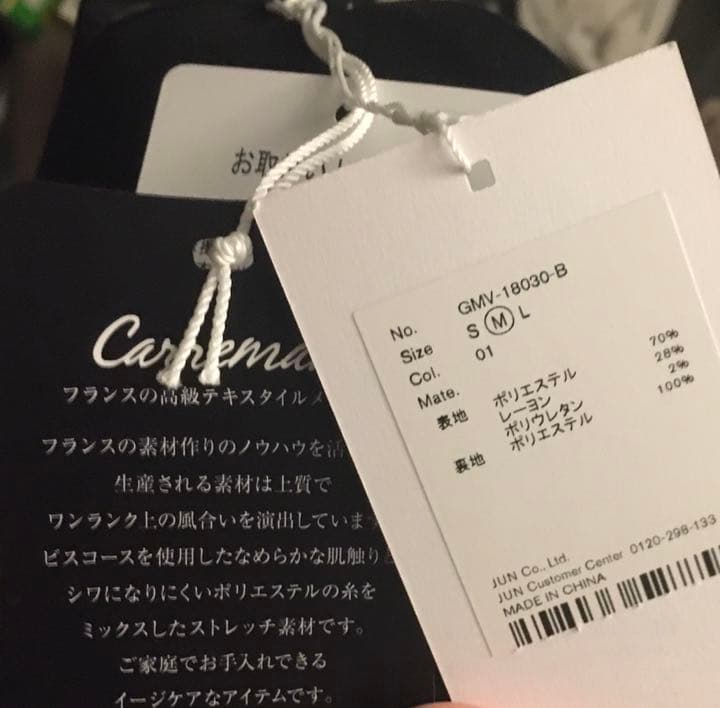 お取
Carreman
フランスの高級テキスタイルメ
フランスの素材作りのノウハウを活
生産される素材は上質で
ワンランク上の風合いを演出していま
ビスコースを使用したなめらかな肌触りと
シワになりにくいポリエステルの糸を
ミックスしたストレッチ素材です。
ご家庭でお手入れできる
イージケアなアイテムです。
No. GMV-18030-B
Size S M L
Col. 01
Mate.
表地 ポリエステル 70%
レーヨン 28%
ポリウレタン 2%
裏地 ポリエステル 100%
JUN Co., Ltd.
JUN Customer Center 0120-298-133
MADE IN CHINA